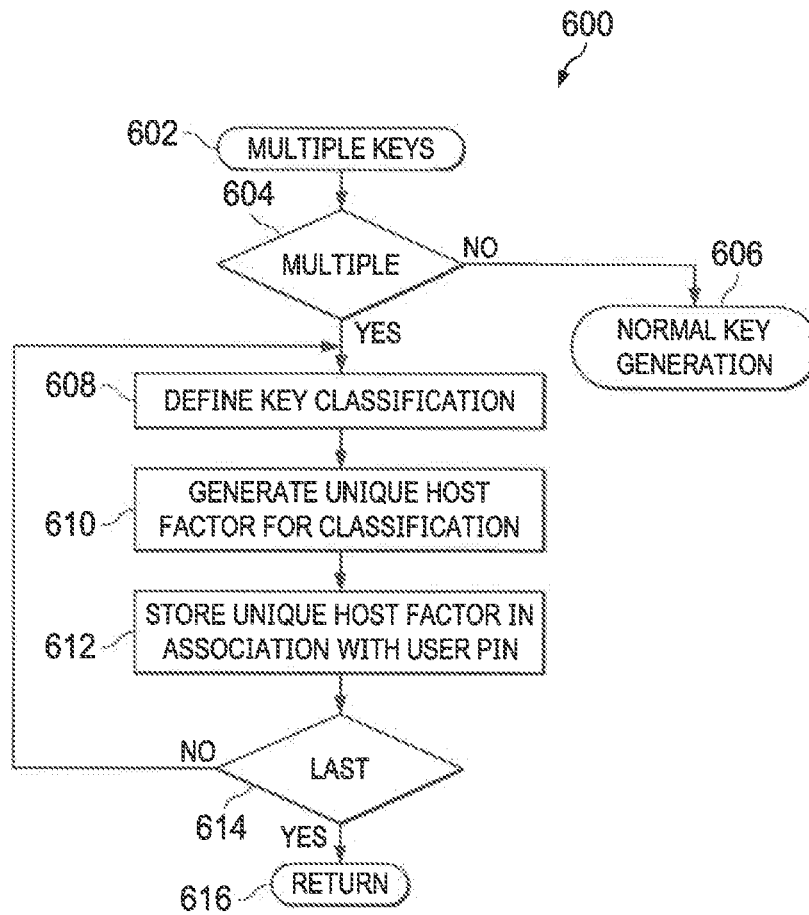 600
602
MULTIPLE KEYS
604
MULTIPLE
NO
606
NORMAL KEY
GENERATION
YES
608
DEFINE KEY CLASSIFICATION
610
GENERATE UNIQUE HOST
FACTOR FOR CLASSIFICATION
612
STORE UNIQUE HOST FACTOR IN
ASSOCIATION WITH USER PIN
NO
LAST
614
YES
616
RETURN